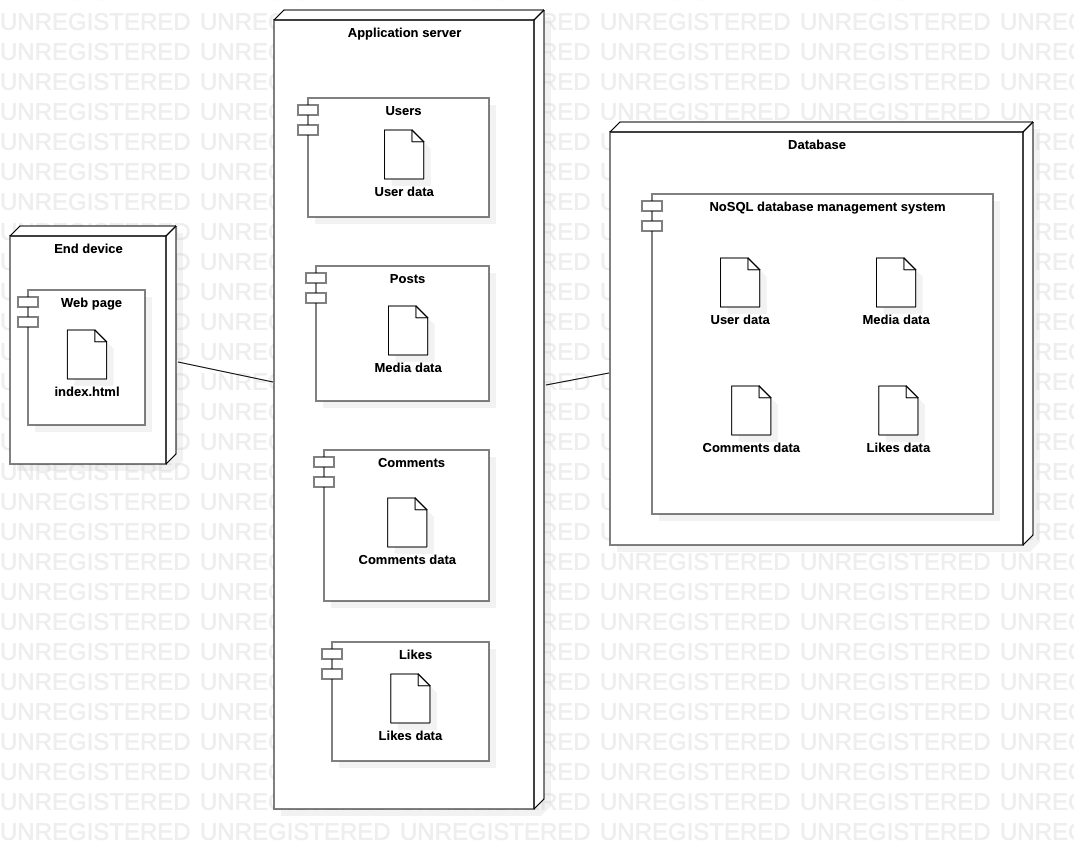 Application server
Users
User data
Posts
Media data
Comments
Comments data
Likes
Likes data
End device
Web page
index.html
Database
NoSQL database management system
User data
Media data
Comments data
Likes data
UNREGISTERED